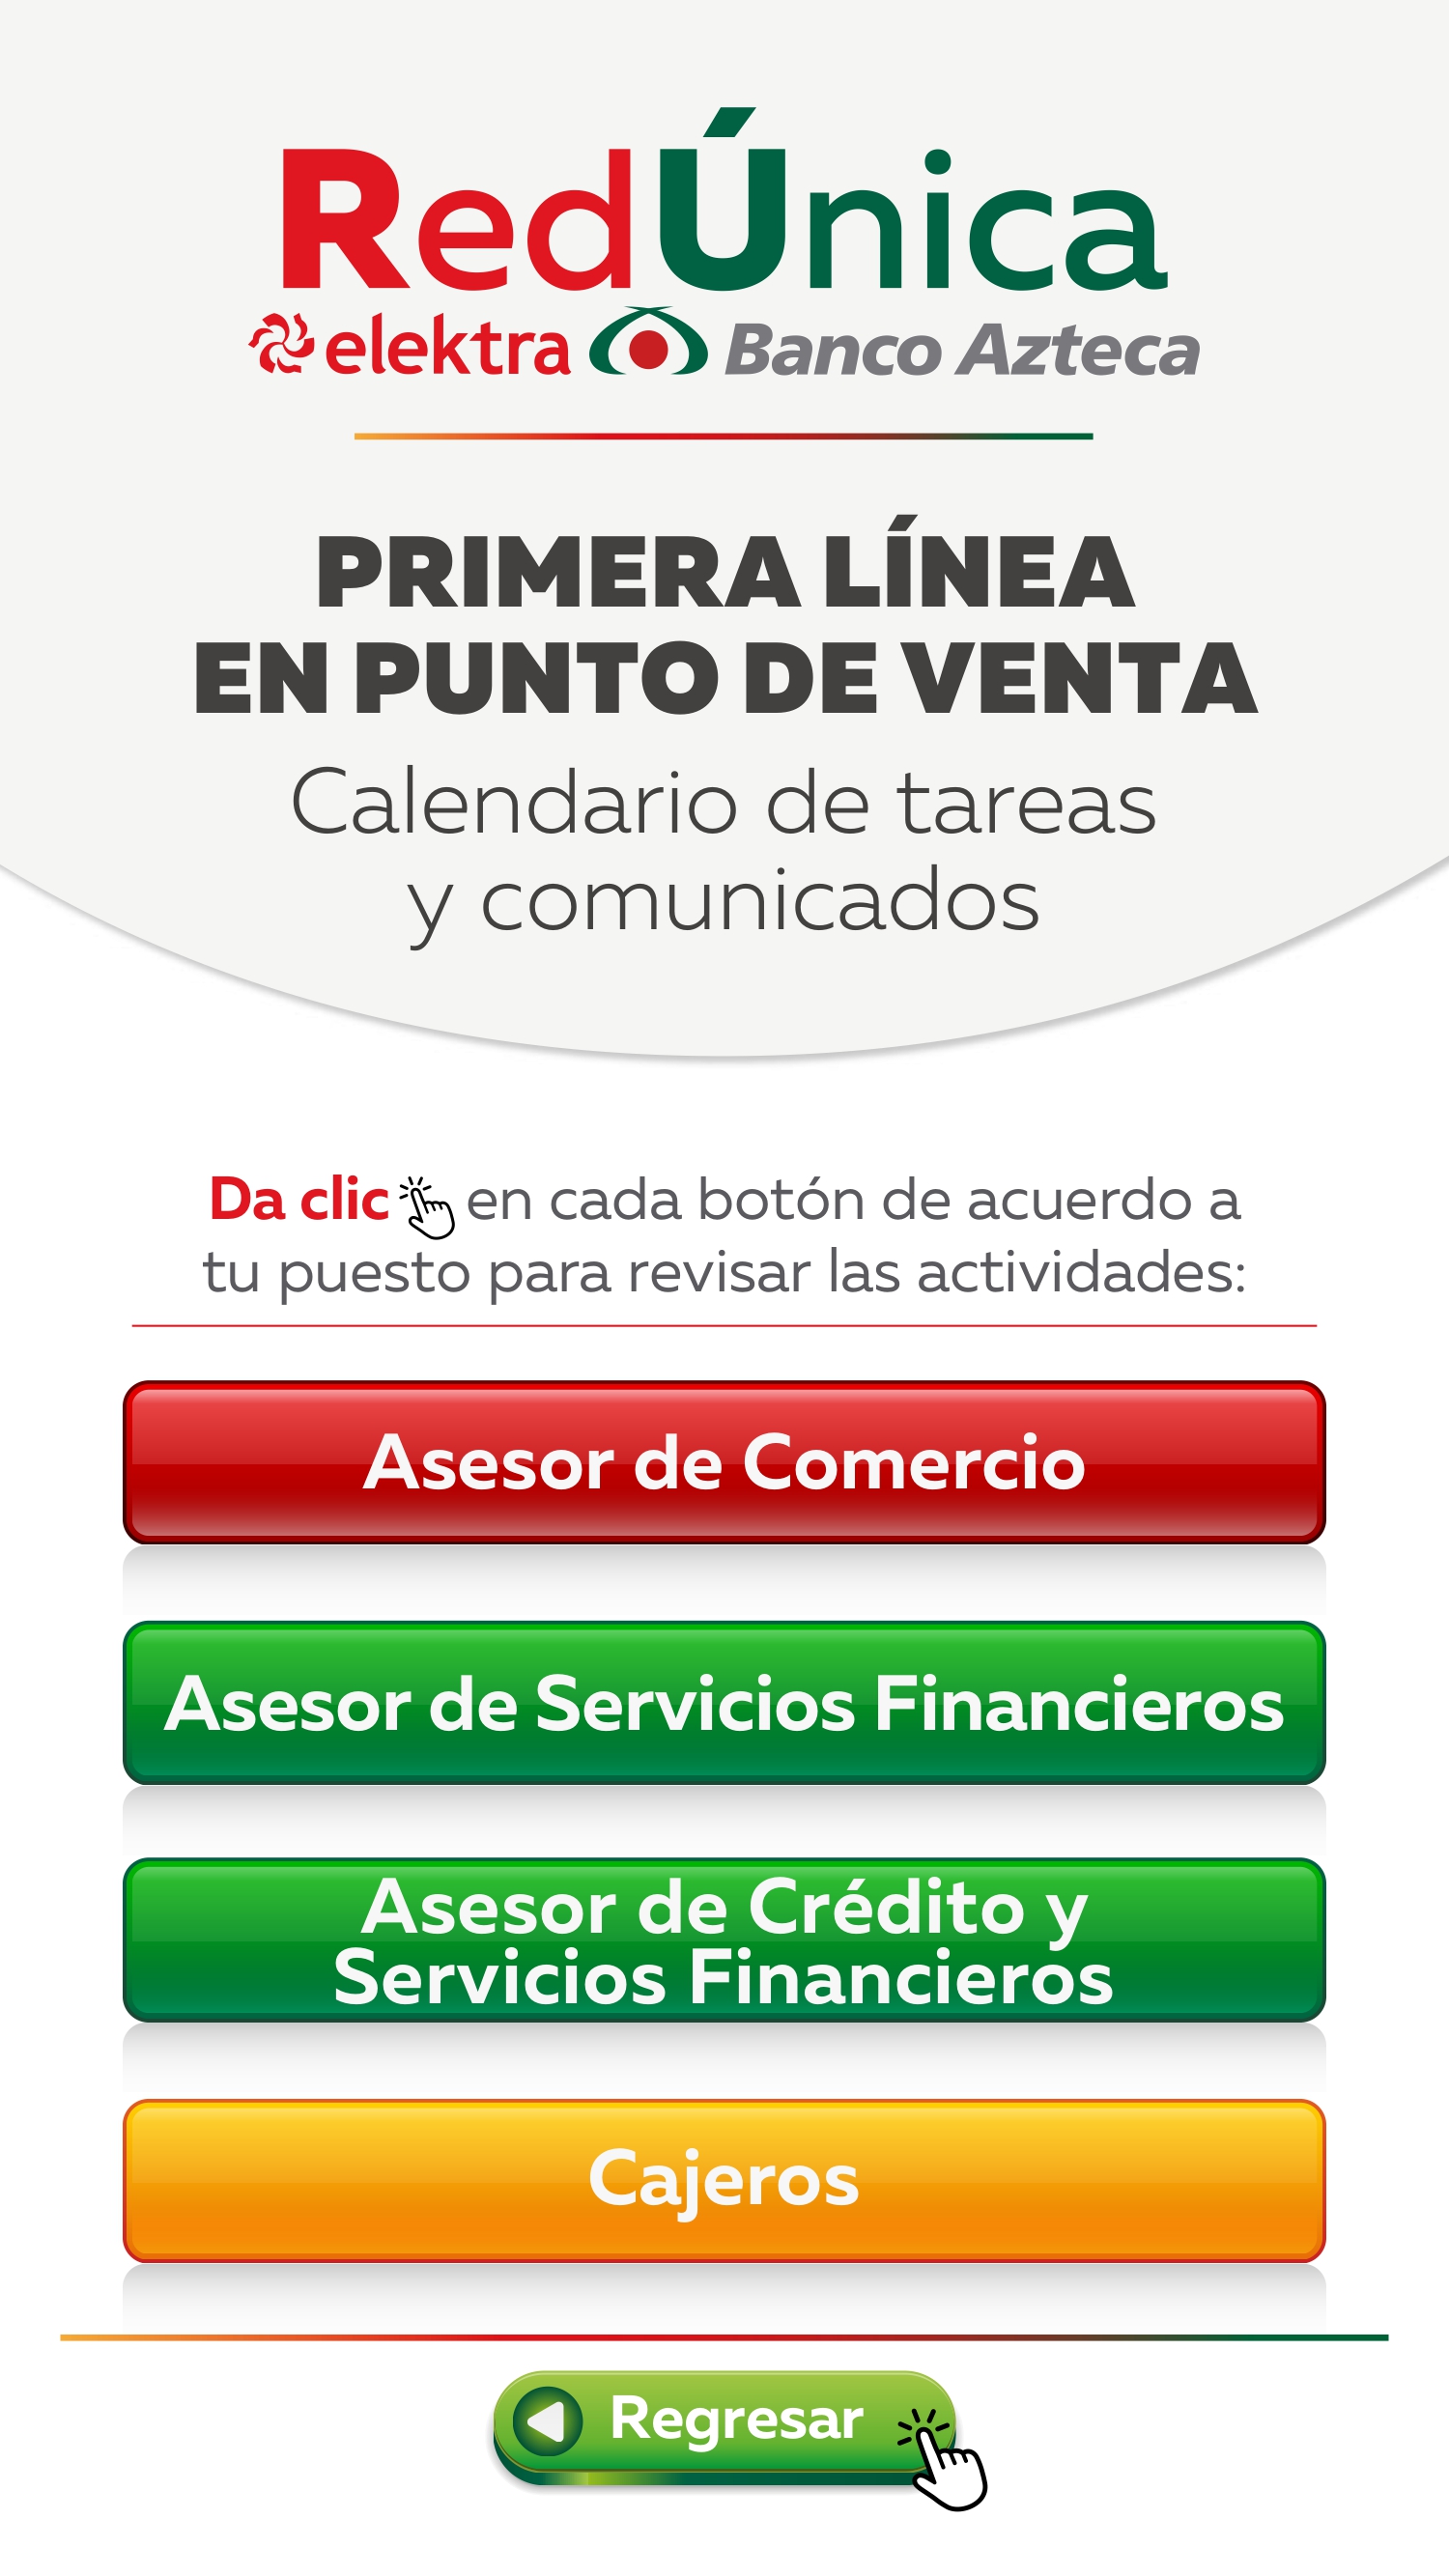 RedÚnica
elektra Banco Azteca
PRIMERA LÍNEA
EN PUNTO DE VENTA
Calendario de tareas
y comunicados
Da clic en cada botón de acuerdo a
tu puesto para revisar las actividades:
Asesor de Comercio
Asesor de Servicios Financieros
Asesor de Crédito y
Servicios Financieros
Cajeros
Regresar